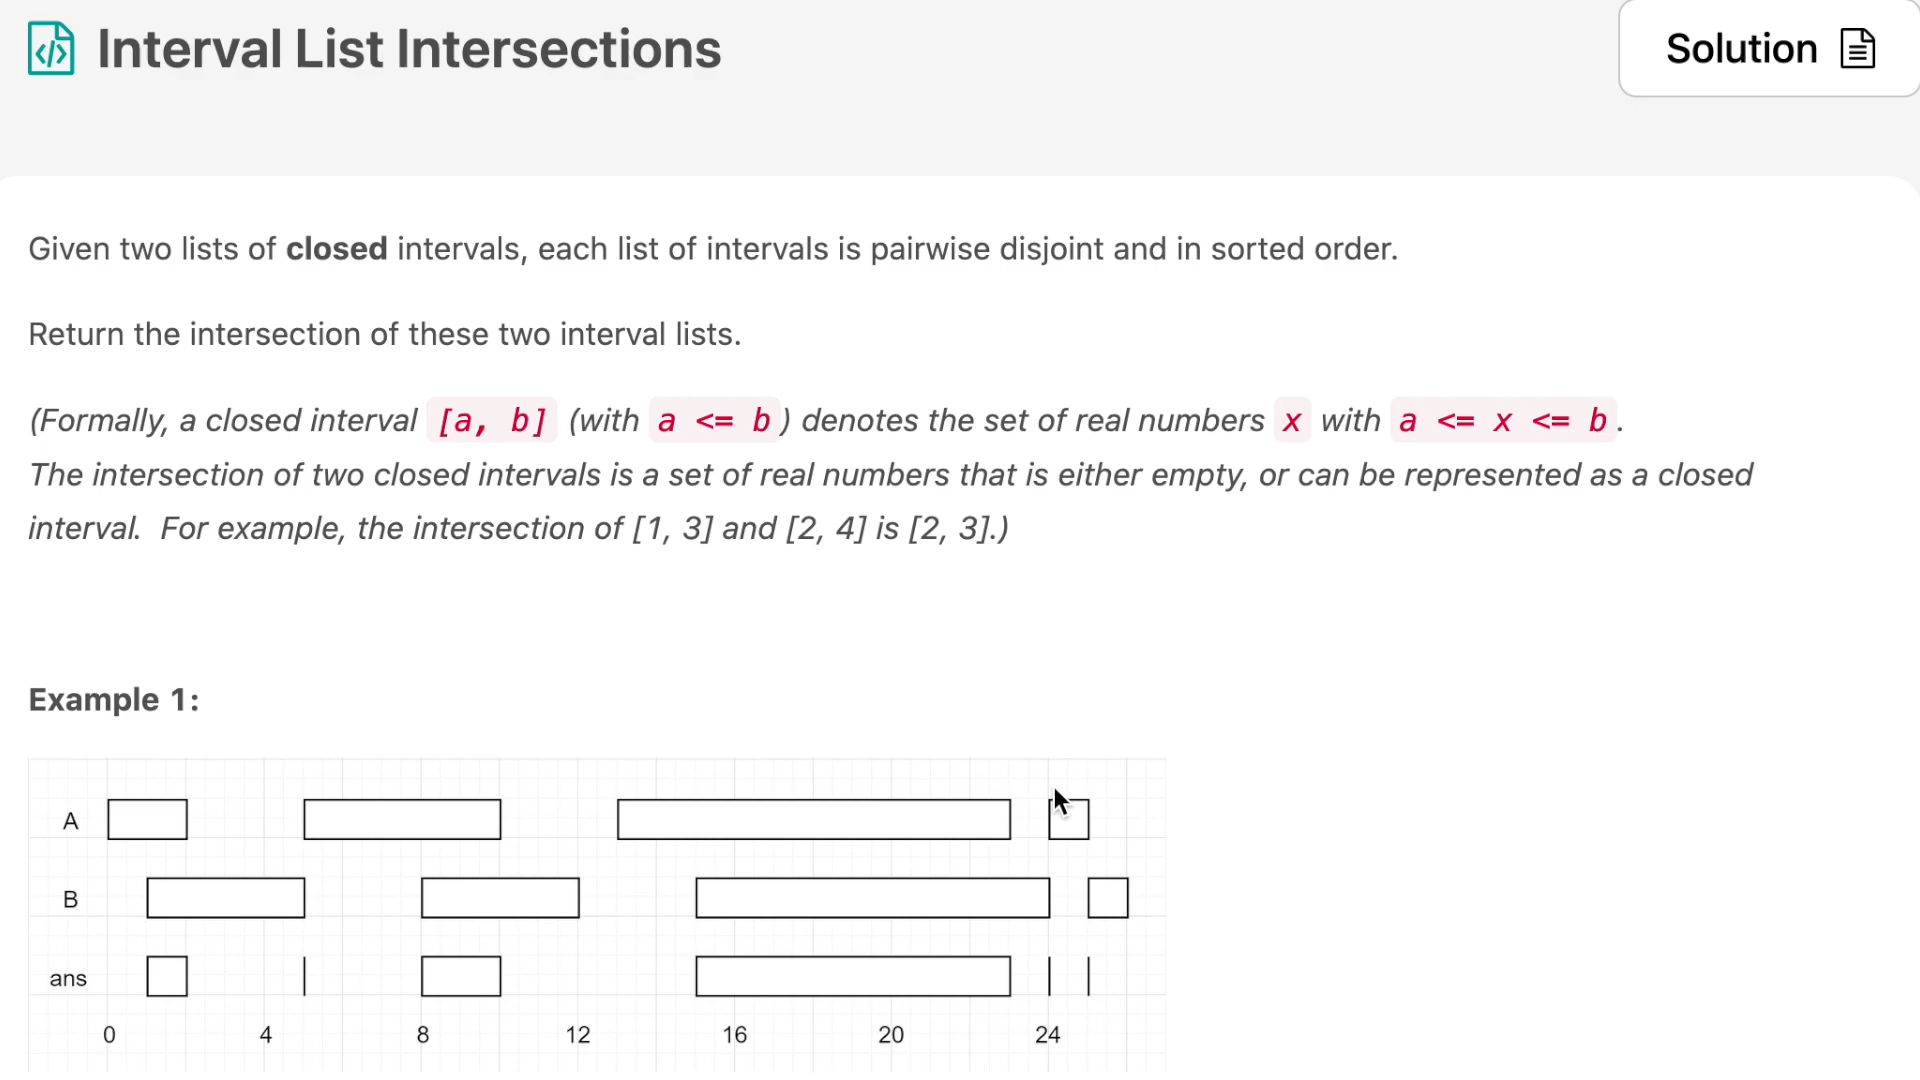 Interval List Intersections
Solution
Given two lists of closed intervals, each list of intervals is pairwise disjoint and in sorted order.
Return the intersection of these two interval lists.
(Formally, a closed interval [a, b] (with a <= b) denotes the set of real numbers x with a <= x <= b.
The intersection of two closed intervals is a set of real numbers that is either empty, or can be represented as a closed
interval.  For example, the intersection of [1, 3] and [2, 4] is [2, 3].)
Example 1:
A
B
ans
0 4 8 12 16 20 24